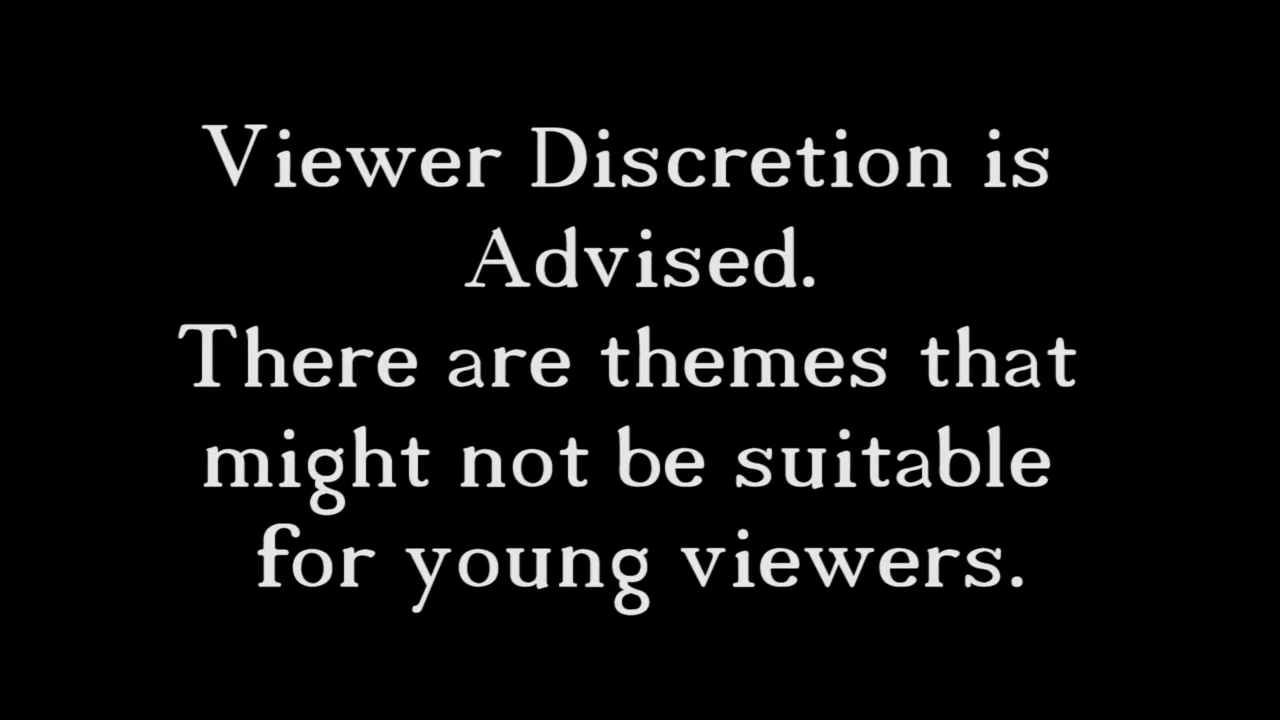 Viewer Discretion is
Advised.
There are themes that
might not be suitable
for young viewers.